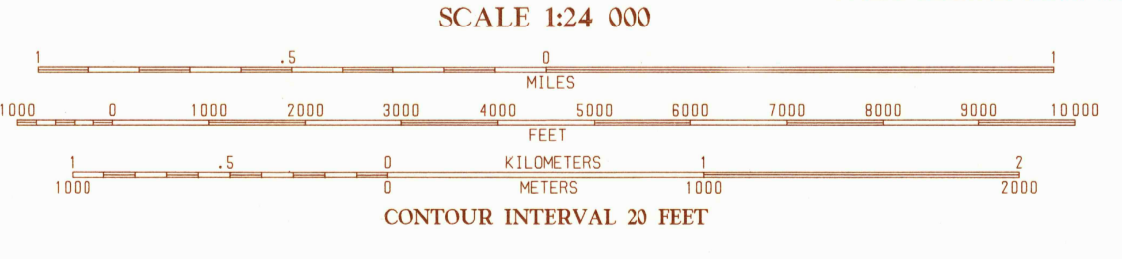 SCALE 1:24 000
1 .5 0 1
MILES
1000 0 1000 2000 3000 4000 5000 6000 7000 8000 9000 10 000
FEET
1 .5 0 KILOMETERS 1 2
1000 0 METERS 1000 2000
CONTOUR INTERVAL 20 FEET